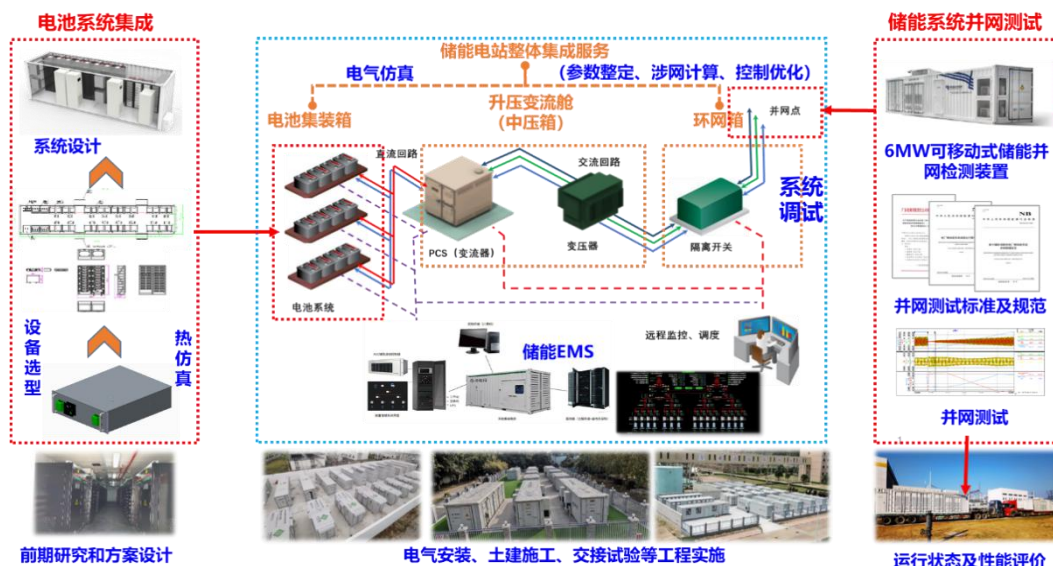 电池系统集成
系统设计
设备选型
热仿真
前期研究和方案设计
储能电站整体集成服务
电气仿真
（参数整定、涉网计算、控制优化）
电池集装箱
升压变流舱
（中压箱）
环网箱
并网点
直流回路
交流回路
系统
调试
PCS（变流器）
变压器
隔离开关
电池系统
储能EMS
远程监控、调度
电气安装、土建施工、交接试验等工程实施
储能系统并网测试
6MW可移动式储能并
网检测装置
NB
并网测试标准及规范
并网测试
运行状态及性能评价